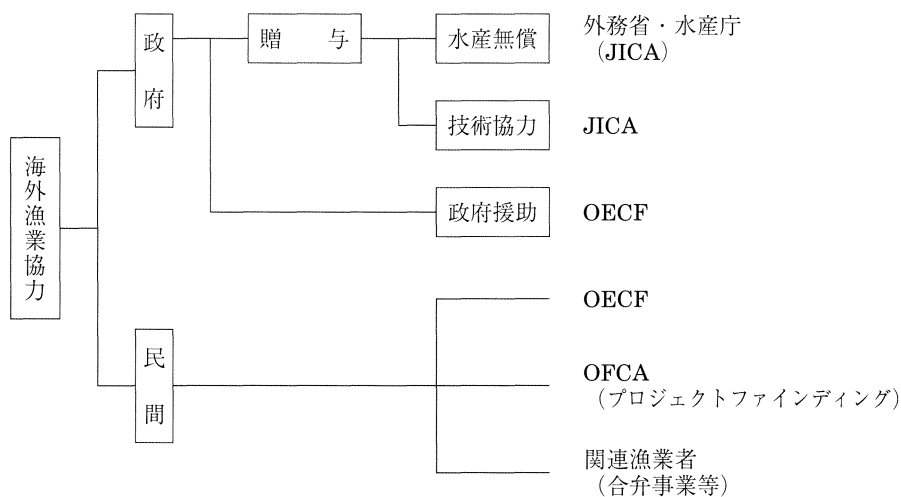 海外漁業協力
政府
贈与
水産無償
外務省・水産庁
（JICA）
技術協力
JICA
政府援助
OECF
民間
OECF
OFCA
（プロジェクトファインディング）
関連漁業者
（合弁事業等）